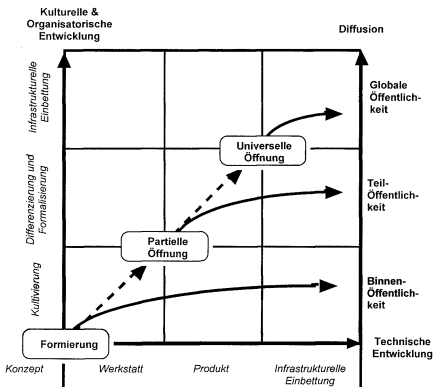 Kulturelle &
Organisatorische
Entwicklung
Diffusion
Infrastrukturelle
Einbettung
Globale
Öffentlich-
keit
Universelle
Öffnung
Differenzierung und
Formalisierung
Teil-
Öffentlich-
keit
Partielle
Öffnung
Kultivierung
Binnen-
Öffentlich-
keit
Formierung
Technische
Entwicklung
Konzept
Werkstatt
Produkt
Infrastrukturelle
Einbettung